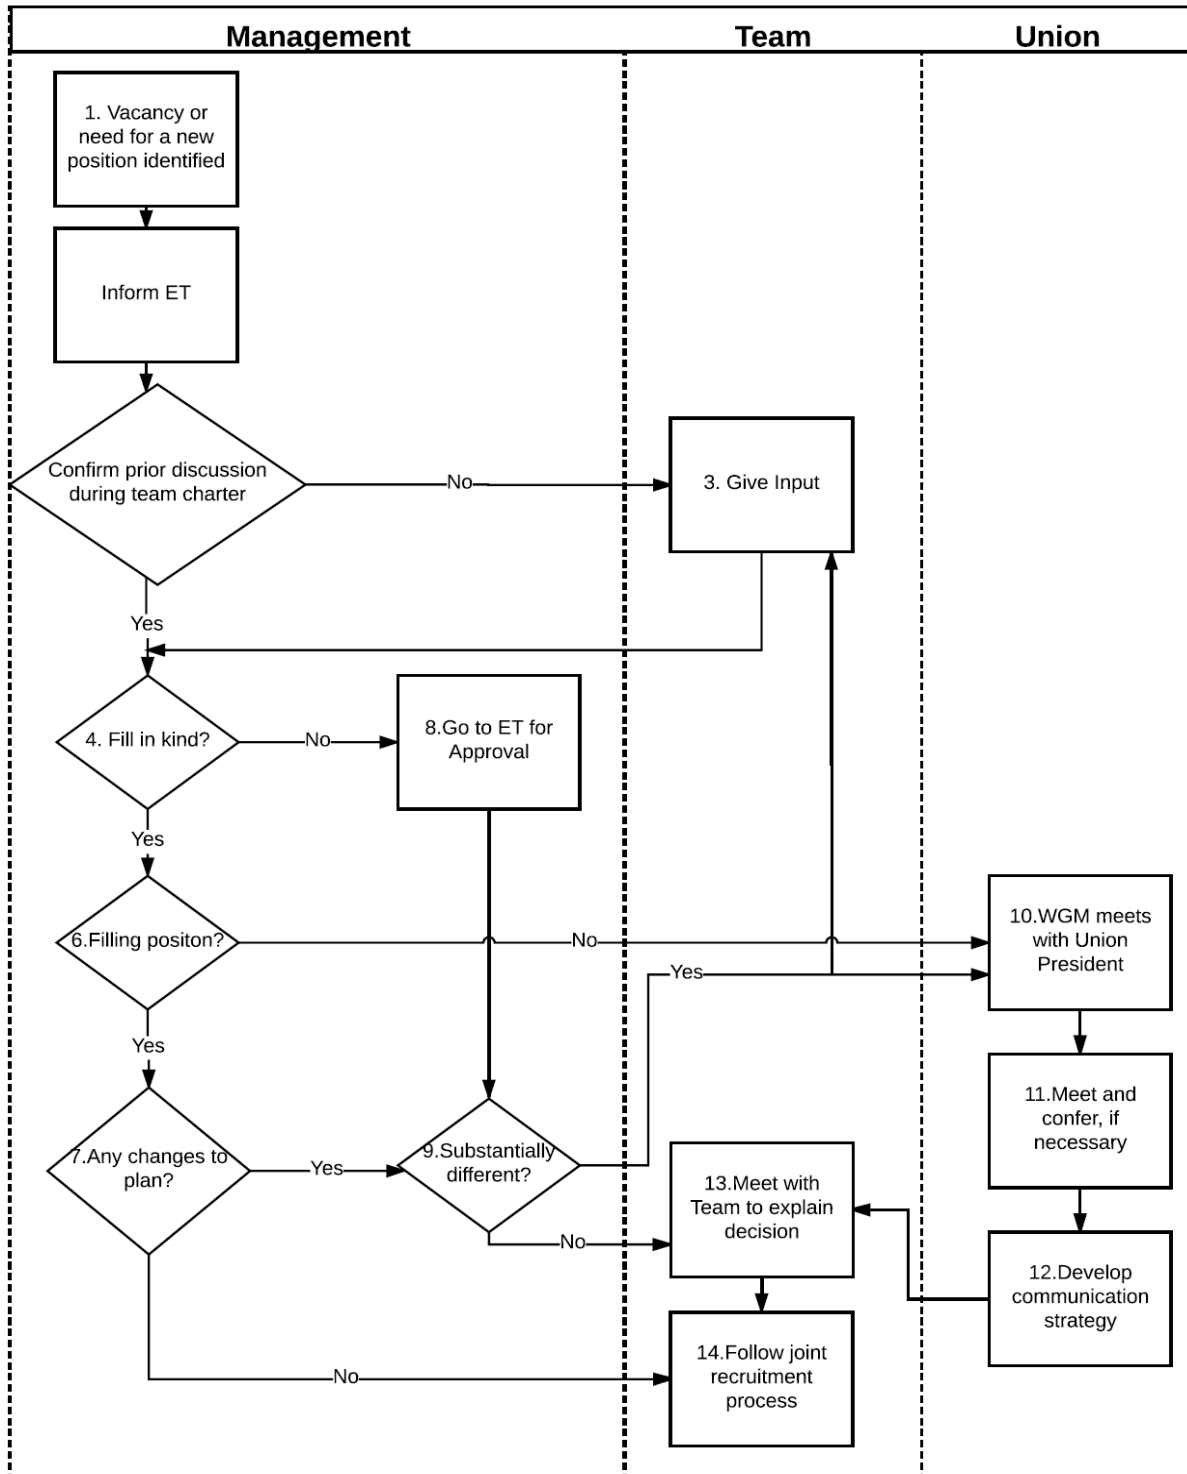 Management
Team
Union
1. Vacancy or
need for a new
position identified
Inform ET
Confirm prior discussion
during team charter
No
3. Give Input
Yes
4. Fill in kind?
No
8.Go to ET for
Approval
Yes
6.Filling positon?
No
10.WGM meets
with Union
President
Yes
Yes
11.Meet and
confer, if
necessary
7.Any changes to
plan?
Yes
9.Substantially
different?
13.Meet with
Team to explain
decision
No
12.Develop
communication
strategy
14.Follow joint
recruitment
process
No